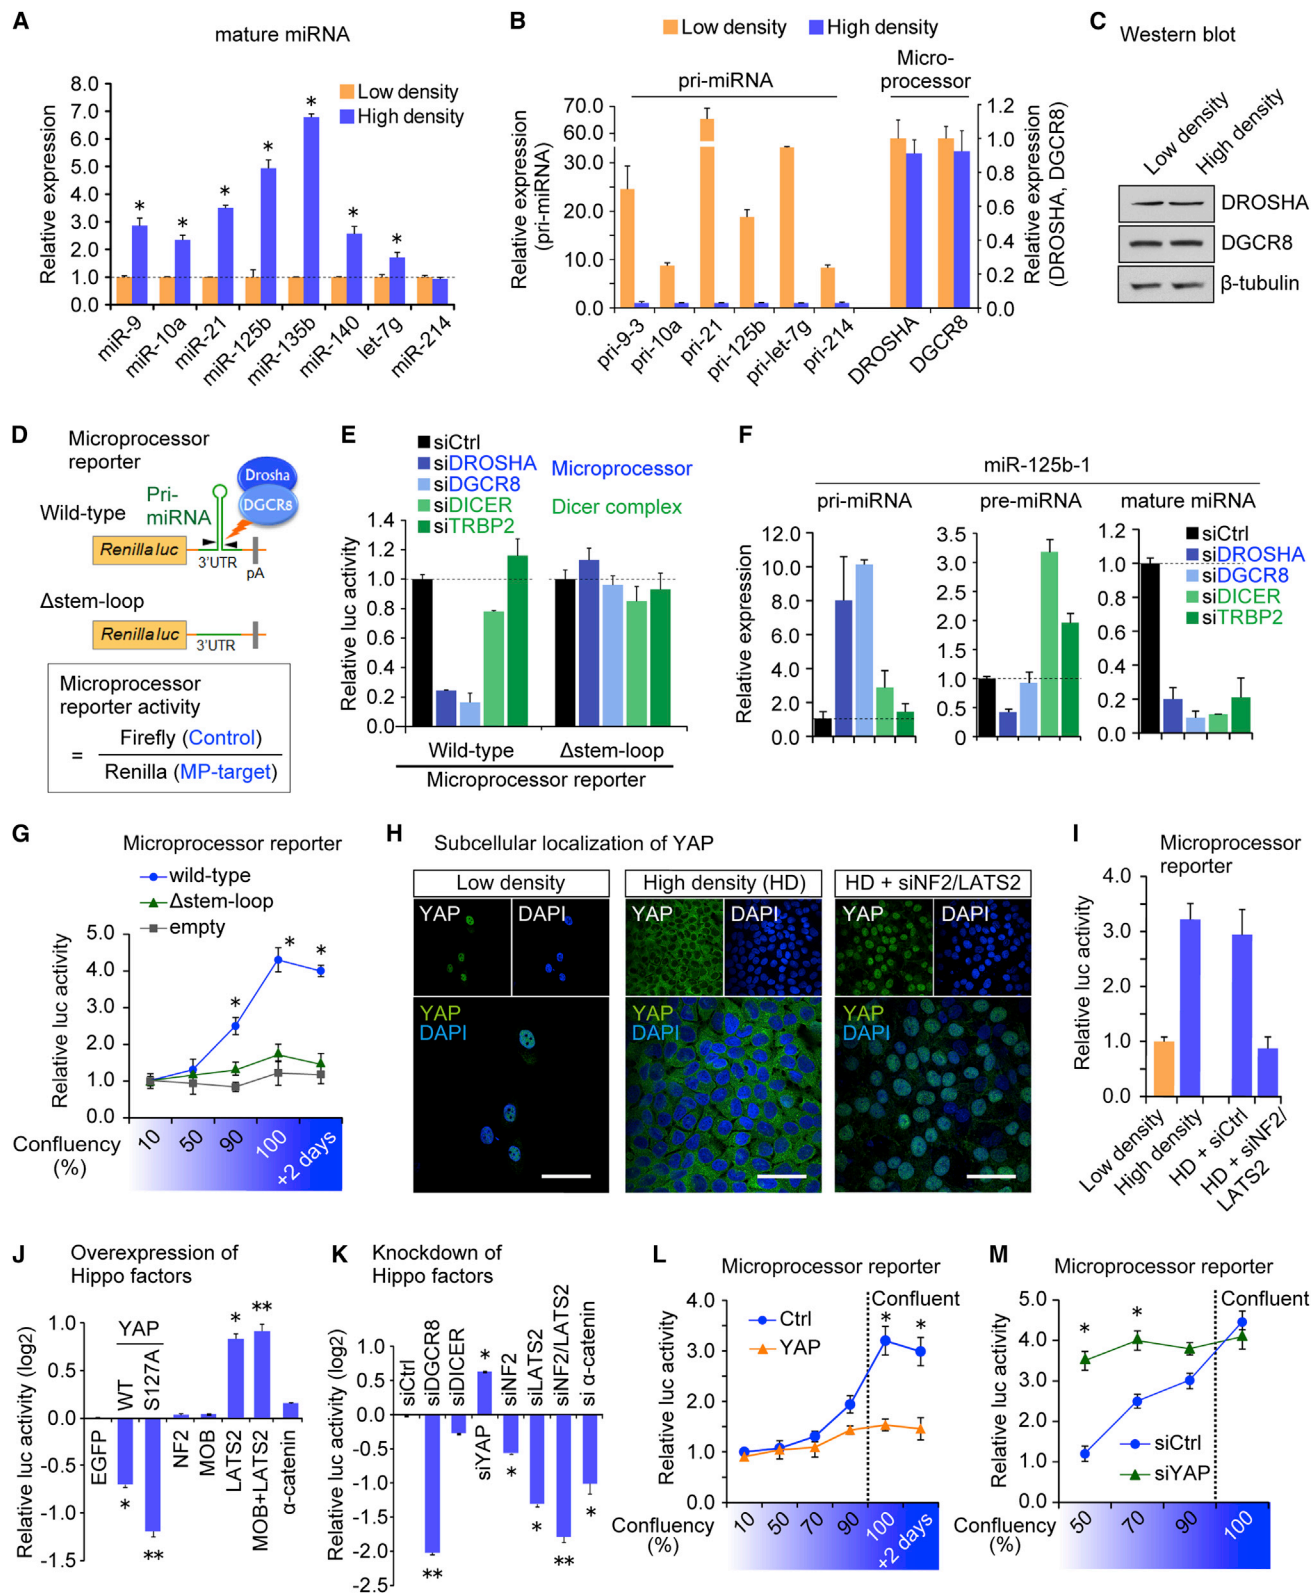 A
mature miRNA
Relative expression
8.0
7.0
6.0
5.0
4.0
3.0
2.0
1.0
0.0
Low density
High density
*
*
*
*
*
*
*
miR-9
miR-10a
miR-21
miR-125b
miR-135b
miR-140
let-7g
miR-214
B
Low density
High density
pri-miRNA
Micro-
processor
Relative expression
(pri-miRNA)
70.0
60.0
30.0
20.0
10.0
0.0
1.2
1.0
0.8
0.6
0.4
0.2
0.0
Relative expression
(DROSHA, DGCR8)
pri-9-3
pri-10a
pri-21
pri-125b
pri-let-7g
pri-214
DROSHA
DGCR8
C
Western blot
Low density
High density
DROSHA
DGCR8
β-tubulin
D
Microprocessor
reporter
Wild-type
Pri-
miRNA
Drosha
DGCR8
Renilla luc
3'UTR
pA
Δstem-loop
Renilla luc
3'UTR
Microprocessor
reporter activity
=
Firefly (Control)
Renilla (MP-target)
E
siCtrl
siDROSHA
siDGCR8
siDICER
siTRBP2
Microprocessor
Dicer complex
Relative luc activity
1.4
1.2
1.0
0.8
0.6
0.4
0.2
0.0
Wild-type
Δstem-loop
Microprocessor reporter
F
miR-125b-1
pri-miRNA
pre-miRNA
mature miRNA
Relative expression
12.0
10.0
8.0
6.0
4.0
2.0
0.0
3.5
3.0
2.5
2.0
1.5
1.0
0.5
0
1.2
1.0
0.8
0.6
0.4
0.2
0.0
siCtrl
siDROSHA
siDGCR8
siDICER
siTRBP2
G
Microprocessor reporter
wild-type
Δstem-loop
empty
Relative luc activity
5.0
4.0
3.0
2.0
1.0
0.0
*
*
*
Confluency
(%)
10
50
90
100
+2 days
H
Subcellular localization of YAP
Low density
High density (HD)
HD + siNF2/LATS2
YAP
DAPI
YAP
DAPI
YAP
DAPI
YAP
DAPI
YAP
DAPI
YAP
DAPI
I
Microprocessor
reporter
Relative luc activity
4.0
3.0
2.0
1.0
0.0
Low density
High density
HD + siCtrl
HD + siNF2/
LATS2
J
Overexpression of
Hippo factors
Relative luc activity (log2)
1.0
0.5
0.0
-0.5
-1.0
-1.5
YAP
EGFP
WT
S127A
NF2
MOB
LATS2
MOB+LATS2
α-catenin
*
**
*
**
K
Knockdown of
Hippo factors
Relative luc activity (log2)
1.0
0.5
0.0
-0.5
-1.0
-1.5
-2.0
-2.5
siCtrl
siDGCR8
siDICER
siYAP
siNF2
siLATS2
siNF2/LATS2
si α-catenin
**
*
*
*
**
*
L
Microprocessor reporter
Ctrl
YAP
Confluent
Relative luc activity
4.0
3.0
2.0
1.0
0.0
*
*
Confluency
(%)
10
50
70
90
100
+2 days
M
Microprocessor reporter
Confluent
Relative luc activity
5.0
4.0
3.0
2.0
1.0
0.0
*
*
siCtrl
siYAP
Confluency
(%)
50
70
90
100